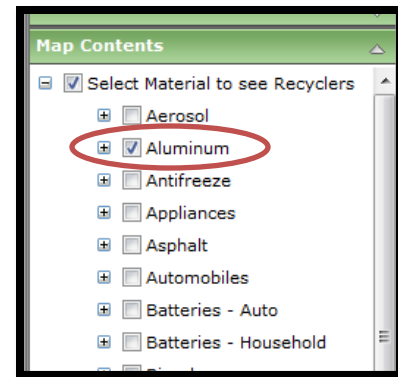 Map Contents
Select Material to see Recyclers
Aerosol
Aluminum
Antifreeze
Appliances
Asphalt
Automobiles
Batteries - Auto
Batteries - Household